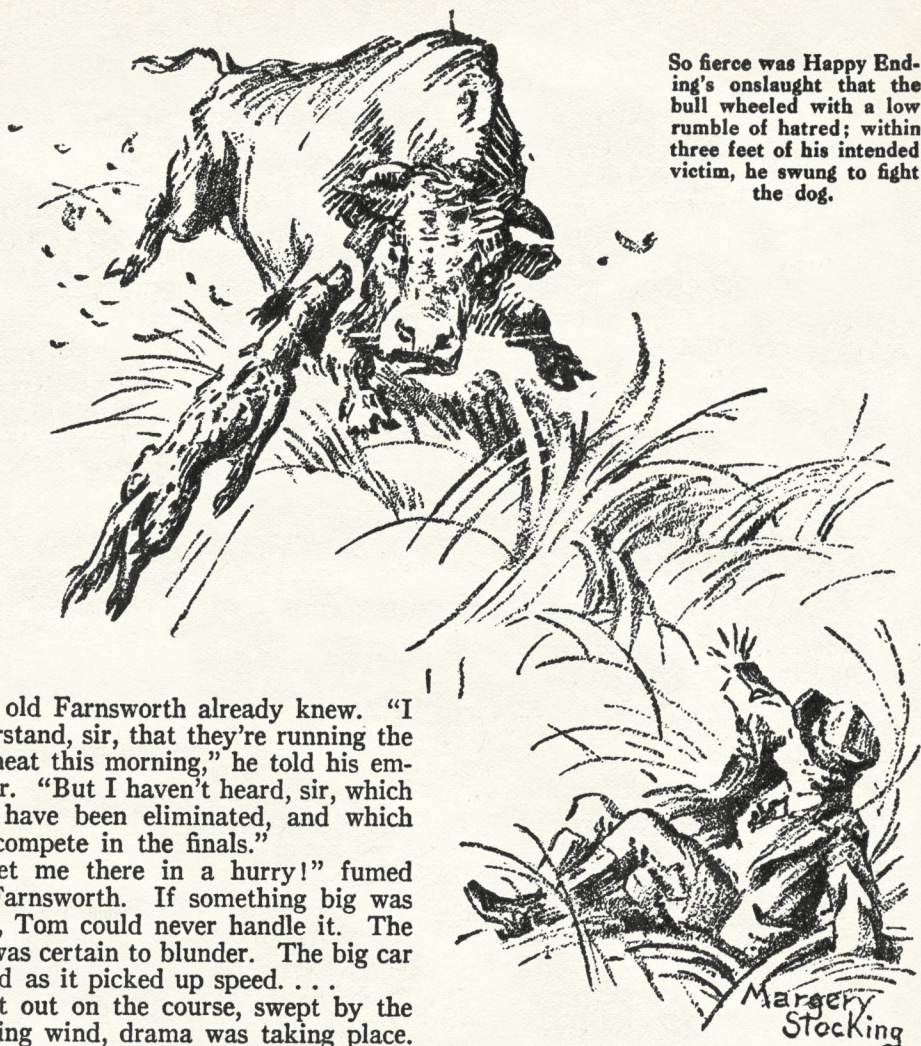 So fierce was Happy End-
ing's onslaught that the
bull wheeled with a low
rumble of hatred; within
three feet of his intended
victim, he swung to fight
the dog.
old Farnsworth already knew. “I
rstand, sir, that they're running the
heat this morning,” he told his em-
r. “But I haven't heard, sir, which
have been eliminated, and which
compete in the finals.”
et me there in a hurry!” fumed
Farnsworth. If something big was
, Tom could never handle it. The
was certain to blunder. The big car
d as it picked up speed. . . .
t out on the course, swept by the
ing wind, drama was taking place.
Margery
Stocking